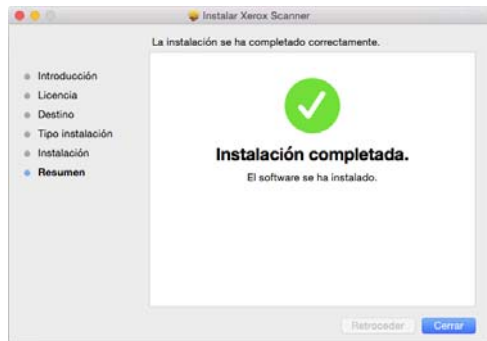 Instalar Xerox Scanner
La instalación se ha completado correctamente.
Introducción
Licencia
Destino
Tipo instalación
Instalación
Resumen
Instalación completada.
El software se ha instalado.
Retroceder
Cerrar